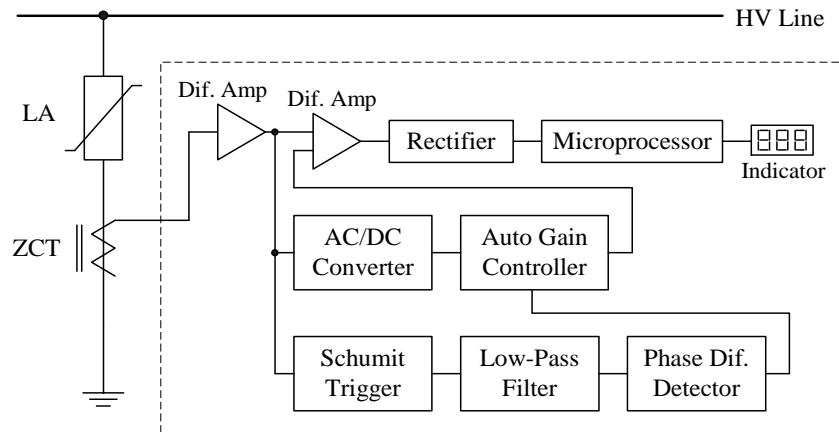 HV Line
LA
Dif. Amp
Dif. Amp
Rectifier
Microprocessor
888
Indicator
ZCT
AC/DC
Converter
Auto Gain
Controller
Schumit
Trigger
Low-Pass
Filter
Phase Dif.
Detector